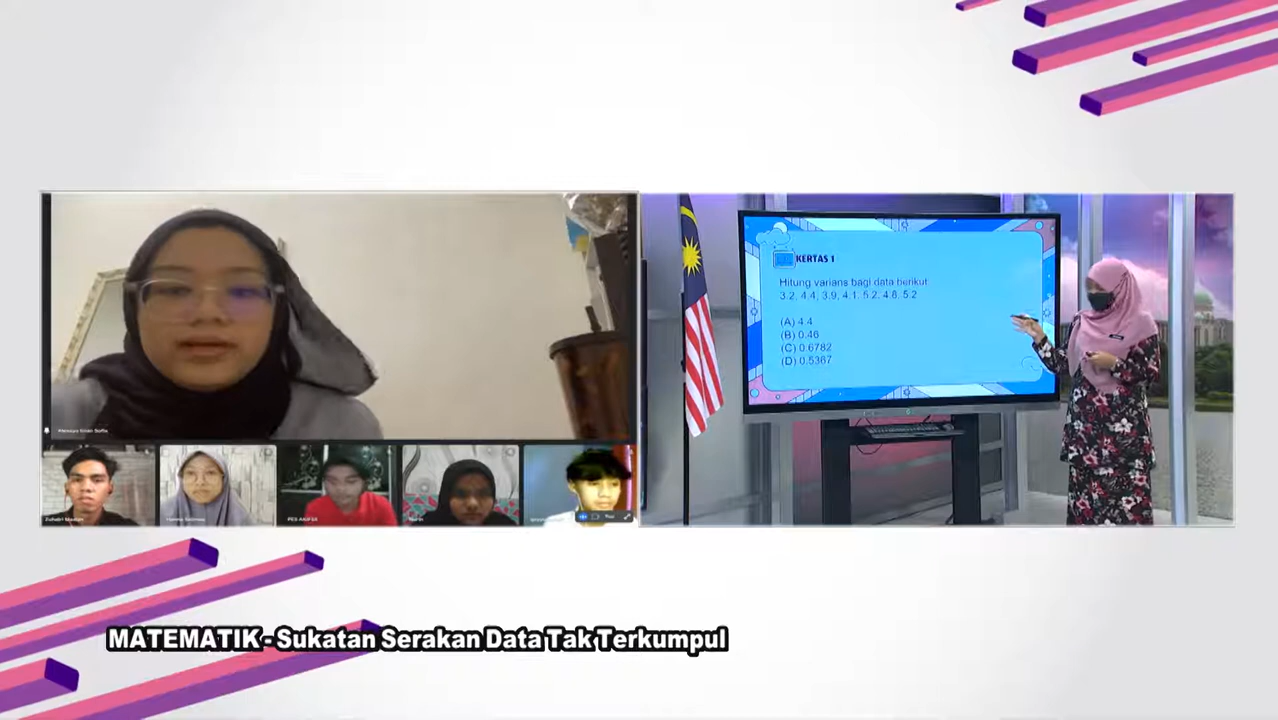 KERTAS 1
Hitung varians bagi data berikut:
3.2, 4.4, 3.9, 4.1, 5.2, 4.8, 5.2
(A) 4.4
(B) 0.46
(C) 0.6782
(D) 0.5367
MATEMATIK - Sukatan Serakan Data Tak Terkumpul